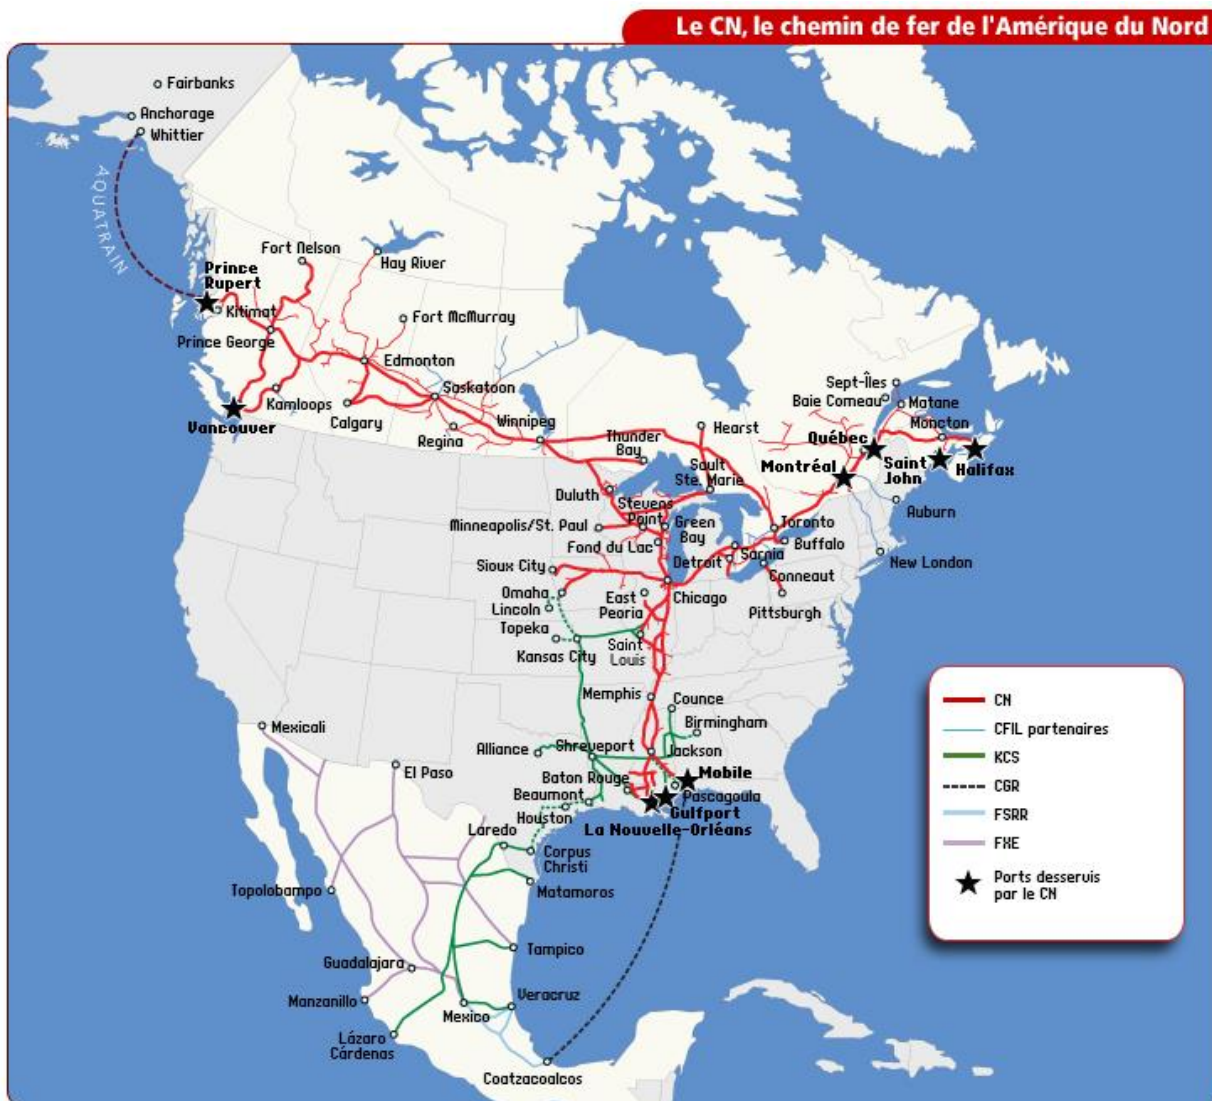 Le CN, le chemin de fer de l'Amérique du Nord
Fairbanks
Anchorage
Whittier
AQUATRAIN
Fort Nelson
Hay River
Prince
Rupert
Kitimat
Fort McMurray
Prince George
Edmonton
Saskatoon
Kamloops
Calgary
Vancouver
Regina
Winnipeg
Thunder
Bay
Hearst
Sault
Ste. Marie
Sept-Îles
Baie Comeau
Matane
Moncton
Québec
Montréal
Saint
John
Halifax
Auburn
Duluth
Stevens
Point
Green
Bay
Minneapolis/St. Paul
Fond du Lac
Toronto
Buffalo
Sarnia
Detroit
New London
Conneaut
Pittsburgh
Sioux City
Omaha
Lincoln
East
Peoria
Chicago
Topeka
Kansas City
Saint
Louis
Memphis
Counce
Birmingham
Mexicali
Alliance
Shreveport
Jackson
El Paso
Baton Rouge
Mobile
Beaumont
Pascagoula
Houston
Gulfport
La Nouvelle-Orléans
Laredo
Corpus
Christi
Matamoros
Topolobampo
Tampico
Guadalajara
Manzanillo
Mexico
Veracruz
Lázaro
Cárdenas
Coatzacoalcos
CN
CFIL partenaires
KCS
CGR
FSRR
FXE
Ports desservis
par le CN